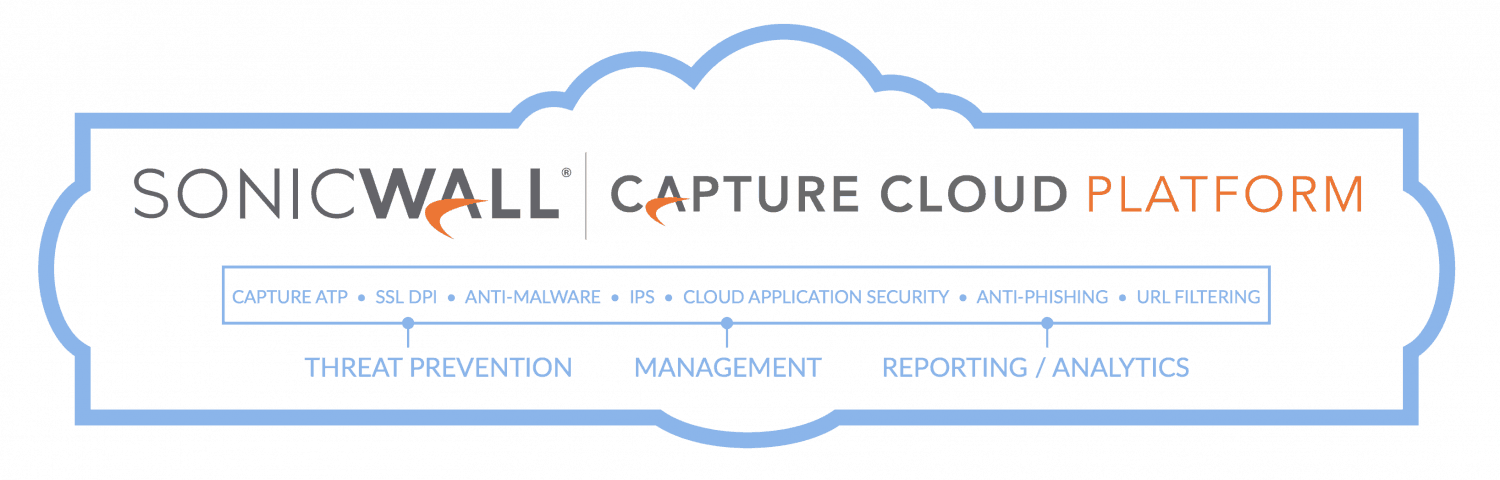 SONICWALL® CAPTURE CLOUD PLATFORM
CAPTURE ATP • SSL DPI • ANTI-MALWARE • IPS • CLOUD APPLICATION SECURITY • ANTI-PHISHING • URL FILTERING
THREAT PREVENTION MANAGEMENT REPORTING / ANALYTICS